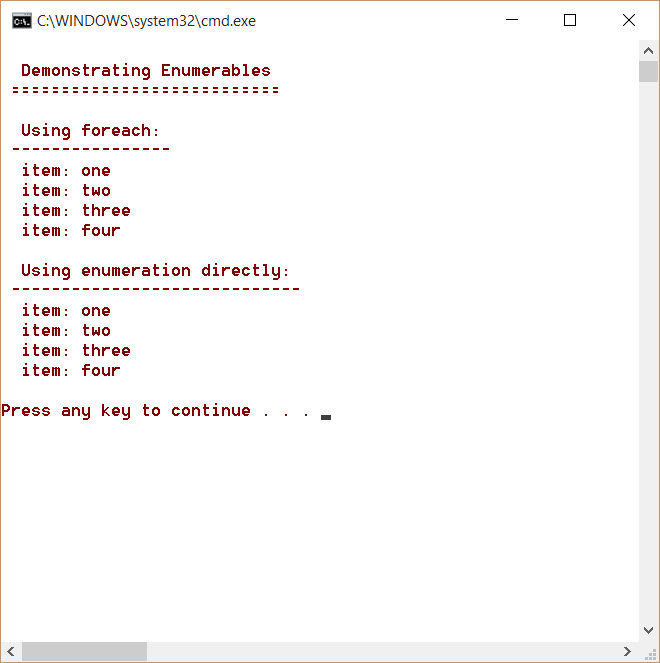 C:\WINDOWS\system32\cmd.exe
Demonstrating Enumerables
===========================
Using foreach:
----------------
item: one
item: two
item: three
item: four
Using enumeration directly:
-----------------------------
item: one
item: two
item: three
item: four
Press any key to continue . . .